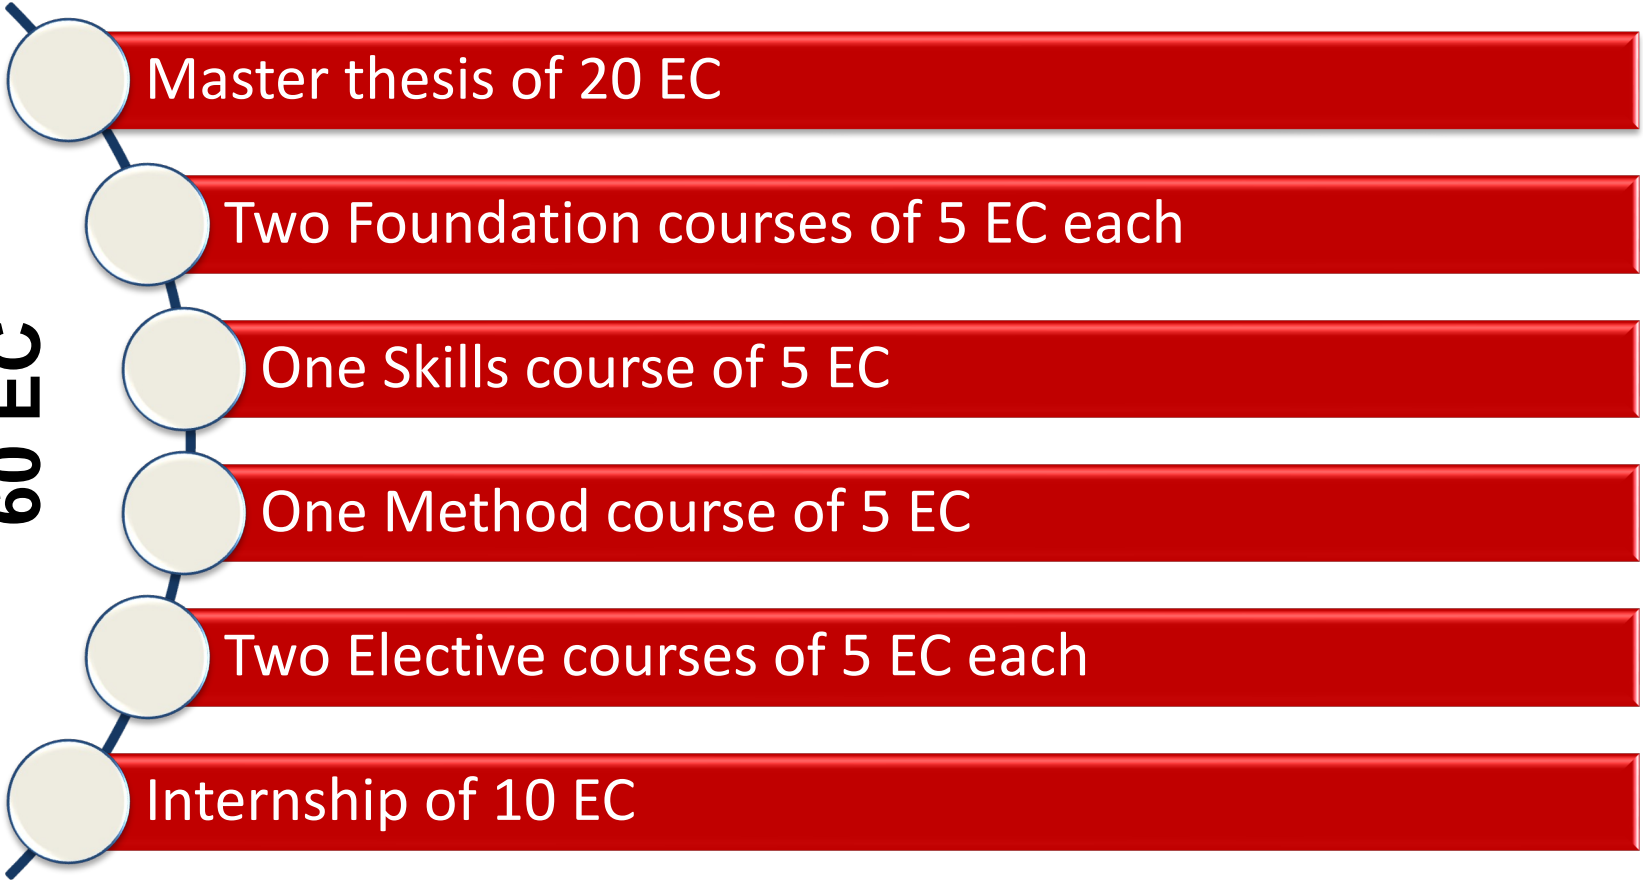 Master thesis of 20 EC
Two Foundation courses of 5 EC each
One Skills course of 5 EC
60 EC
One Method course of 5 EC
Two Elective courses of 5 EC each
Internship of 10 EC